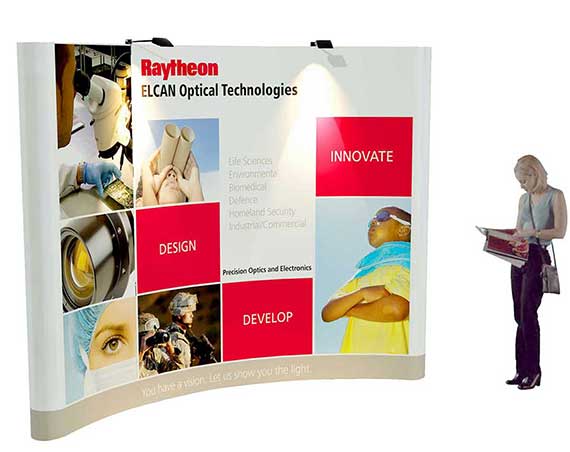 Raytheon
ELCAN Optical Technologies
INNOVATE
Life Sciences
Environmental
Biomedical
Defence
Homeland Security
Industrial/Commercial
DESIGN
Precision Optics and Electronics
DEVELOP
You have a vision. Let us show you the light.